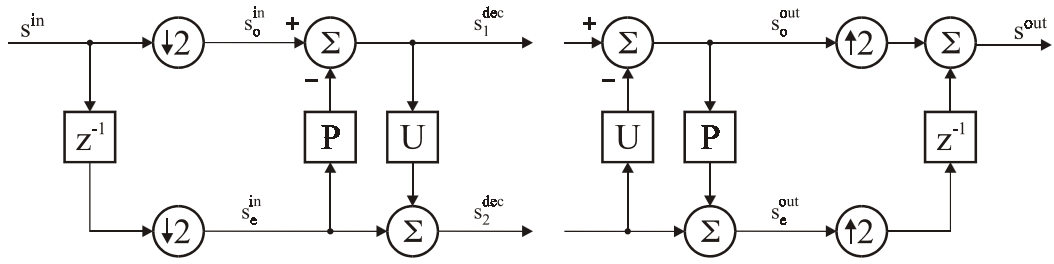 s^in ↓2 s_o^in + Σ s_1^dec + Σ s_o^out ↑2 Σ s^out
− −
z^-1 P U U P z^-1
↓2 s_e^in Σ s_2^dec Σ s_e^out ↑2